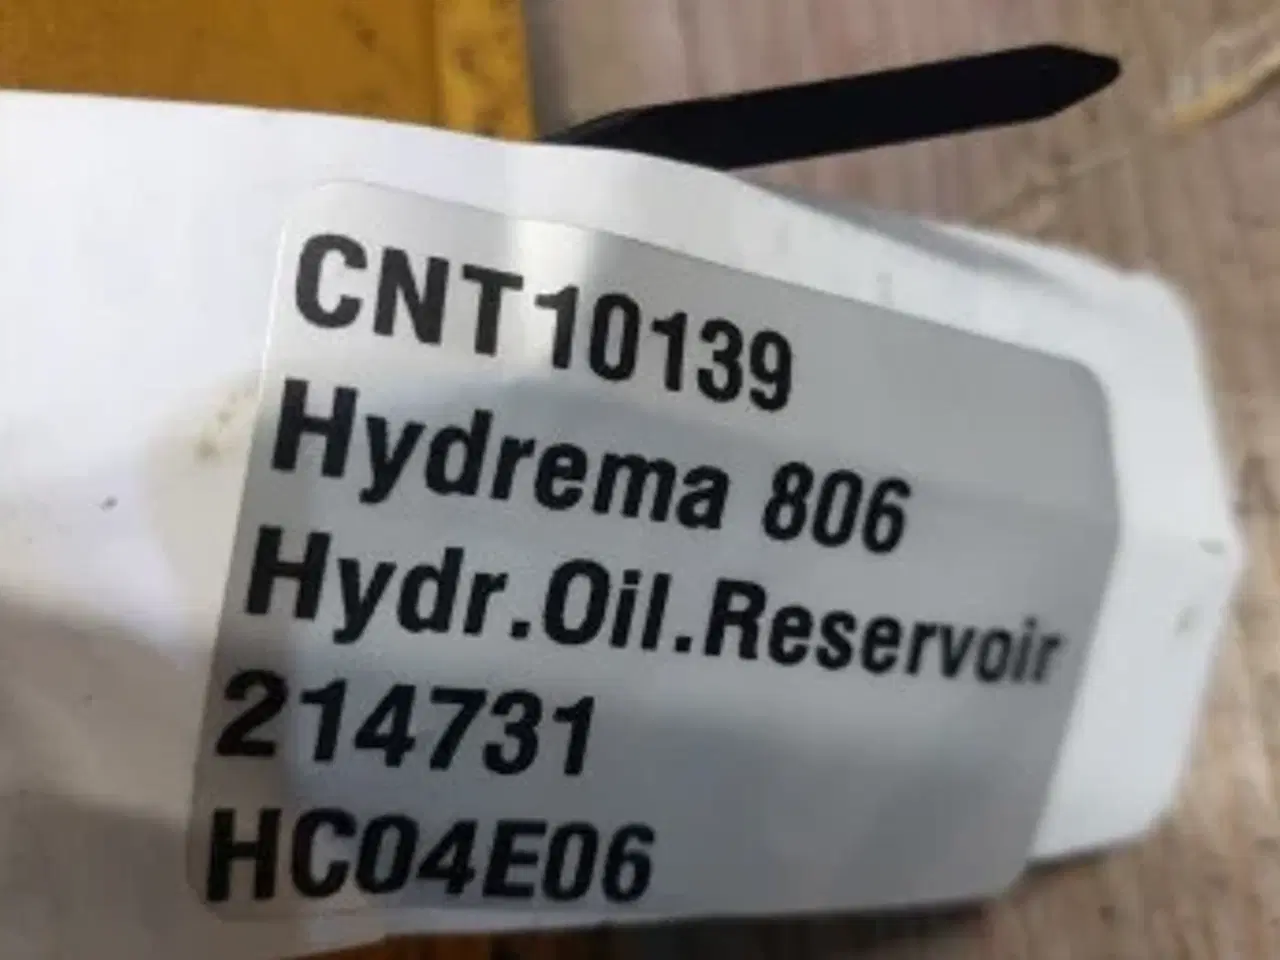 CNT10139
Hydrema 806
Hydr.Oil.Reservoir
214731
HC04E06